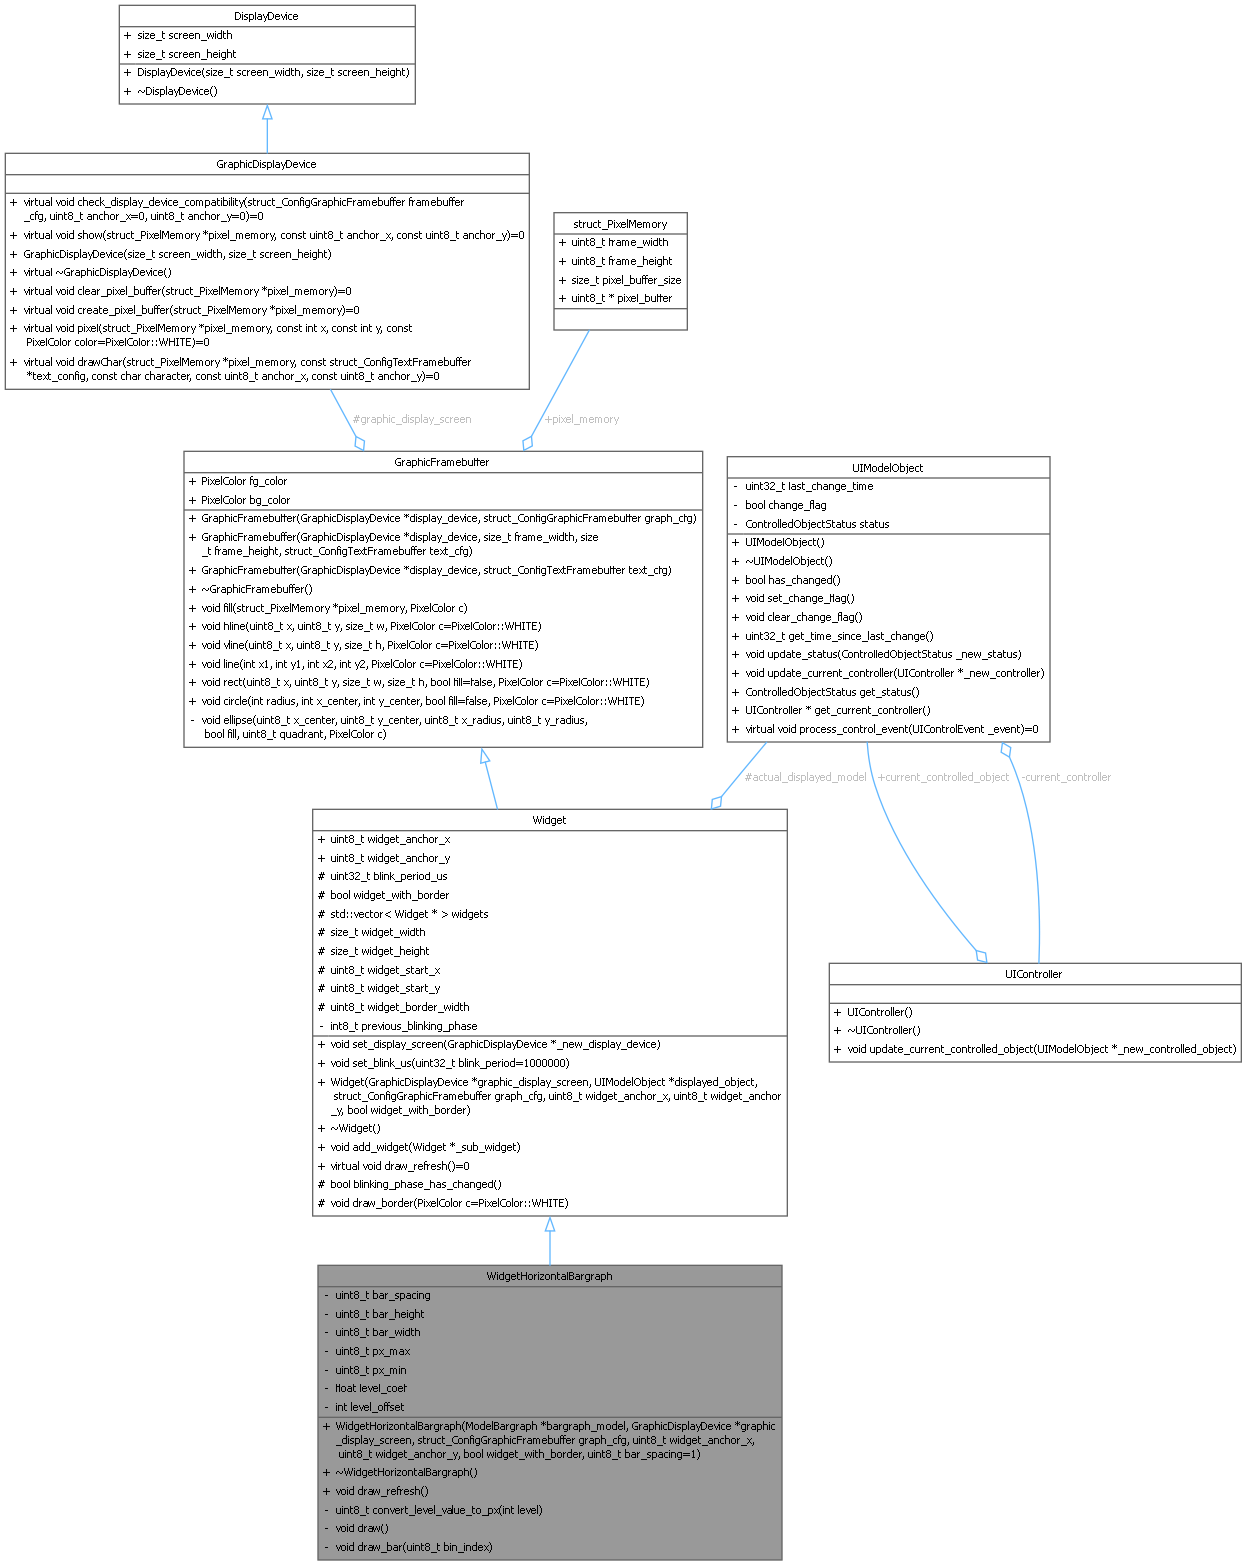 DisplayDevice
+ size_t screen_width
+ size_t screen_height
+ DisplayDevice(size_t screen_width, size_t screen_height)
+ ~DisplayDevice()
GraphicDisplayDevice
+ virtual void check_display_device_compatibility(struct_ConfigGraphicFramebuffer framebuffer
_cfg, uint8_t anchor_x=0, uint8_t anchor_y=0)=0
+ virtual void show(struct_PixelMemory *pixel_memory, const uint8_t anchor_x, const uint8_t anchor_y)=0
+ GraphicDisplayDevice(size_t screen_width, size_t screen_height)
+ virtual ~GraphicDisplayDevice()
+ virtual void clear_pixel_buffer(struct_PixelMemory *pixel_memory)=0
+ virtual void create_pixel_buffer(struct_PixelMemory *pixel_memory)=0
+ virtual void pixel(struct_PixelMemory *pixel_memory, const int x, const int y, const
PixelColor color=PixelColor::WHITE)=0
+ virtual void drawChar(struct_PixelMemory *pixel_memory, const struct_ConfigTextFramebuffer
*text_config, const char character, const uint8_t anchor_x, const uint8_t anchor_y)=0
struct_PixelMemory
+ uint8_t frame_width
+ uint8_t frame_height
+ size_t pixel_buffer_size
+ uint8_t * pixel_buffer
#graphic_display_screen
+pixel_memory
GraphicFramebuffer
+ PixelColor fg_color
+ PixelColor bg_color
+ GraphicFramebuffer(GraphicDisplayDevice *display_device, struct_ConfigGraphicFramebuffer graph_cfg)
+ GraphicFramebuffer(GraphicDisplayDevice *display_device, size_t frame_width, size
_t frame_height, struct_ConfigTextFramebuffer text_cfg)
+ GraphicFramebuffer(GraphicDisplayDevice *display_device, struct_ConfigTextFramebuffer text_cfg)
+ ~GraphicFramebuffer()
+ void fill(struct_PixelMemory *pixel_memory, PixelColor c)
+ void hline(uint8_t x, uint8_t y, size_t w, PixelColor c=PixelColor::WHITE)
+ void vline(uint8_t x, uint8_t y, size_t h, PixelColor c=PixelColor::WHITE)
+ void line(int x1, int y1, int x2, int y2, PixelColor c=PixelColor::WHITE)
+ void rect(uint8_t x, uint8_t y, size_t w, size_t h, bool fill=false, PixelColor c=PixelColor::WHITE)
+ void circle(int radius, int x_center, int y_center, bool fill=false, PixelColor c=PixelColor::WHITE)
- void ellipse(uint8_t x_center, uint8_t y_center, uint8_t x_radius, uint8_t y_radius,
bool fill, uint8_t quadrant, PixelColor c)
UIModelObject
- uint32_t last_change_time
- bool change_flag
- ControlledObjectStatus status
+ UIModelObject()
+ ~UIModelObject()
+ bool has_changed()
+ void set_change_flag()
+ void clear_change_flag()
+ uint32_t get_time_since_last_change()
+ void update_status(ControlledObjectStatus _new_status)
+ void update_current_controller(UIController *_new_controller)
+ ControlledObjectStatus get_status()
+ UIController * get_current_controller()
+ virtual void process_control_event(UIControlEvent _event)=0
#actual_displayed_model
+current_controlled_object
-current_controller
Widget
+ uint8_t widget_anchor_x
+ uint8_t widget_anchor_y
# uint32_t blink_period_us
# bool widget_with_border
# std::vector< Widget * > widgets
# size_t widget_width
# size_t widget_height
# uint8_t widget_start_x
# uint8_t widget_start_y
# uint8_t widget_border_width
- int8_t previous_blinking_phase
+ void set_display_screen(GraphicDisplayDevice *_new_display_device)
+ void set_blink_us(uint32_t blink_period=1000000)
+ Widget(GraphicDisplayDevice *graphic_display_screen, UIModelObject *displayed_object,
struct_ConfigGraphicFramebuffer graph_cfg, uint8_t widget_anchor_x, uint8_t widget_anchor
_y, bool widget_with_border)
+ ~Widget()
+ void add_widget(Widget *_sub_widget)
+ virtual void draw_refresh()=0
# bool blinking_phase_has_changed()
# void draw_border(PixelColor c=PixelColor::WHITE)
UIController
+ UIController()
+ ~UIController()
+ void update_current_controlled_object(UIModelObject *_new_controlled_object)
WidgetHorizontalBargraph
- uint8_t bar_spacing
- uint8_t bar_height
- uint8_t bar_width
- uint8_t px_max
- uint8_t px_min
- float level_coef
- int level_offset
+ WidgetHorizontalBargraph(ModelBargraph *bargraph_model, GraphicDisplayDevice *graphic
_display_screen, struct_ConfigGraphicFramebuffer graph_cfg, uint8_t widget_anchor_x,
uint8_t widget_anchor_y, bool widget_with_border, uint8_t bar_spacing=1)
+ ~WidgetHorizontalBargraph()
+ void draw_refresh()
- uint8_t convert_level_value_to_px(int level)
- void draw()
- void draw_bar(uint8_t bin_index)